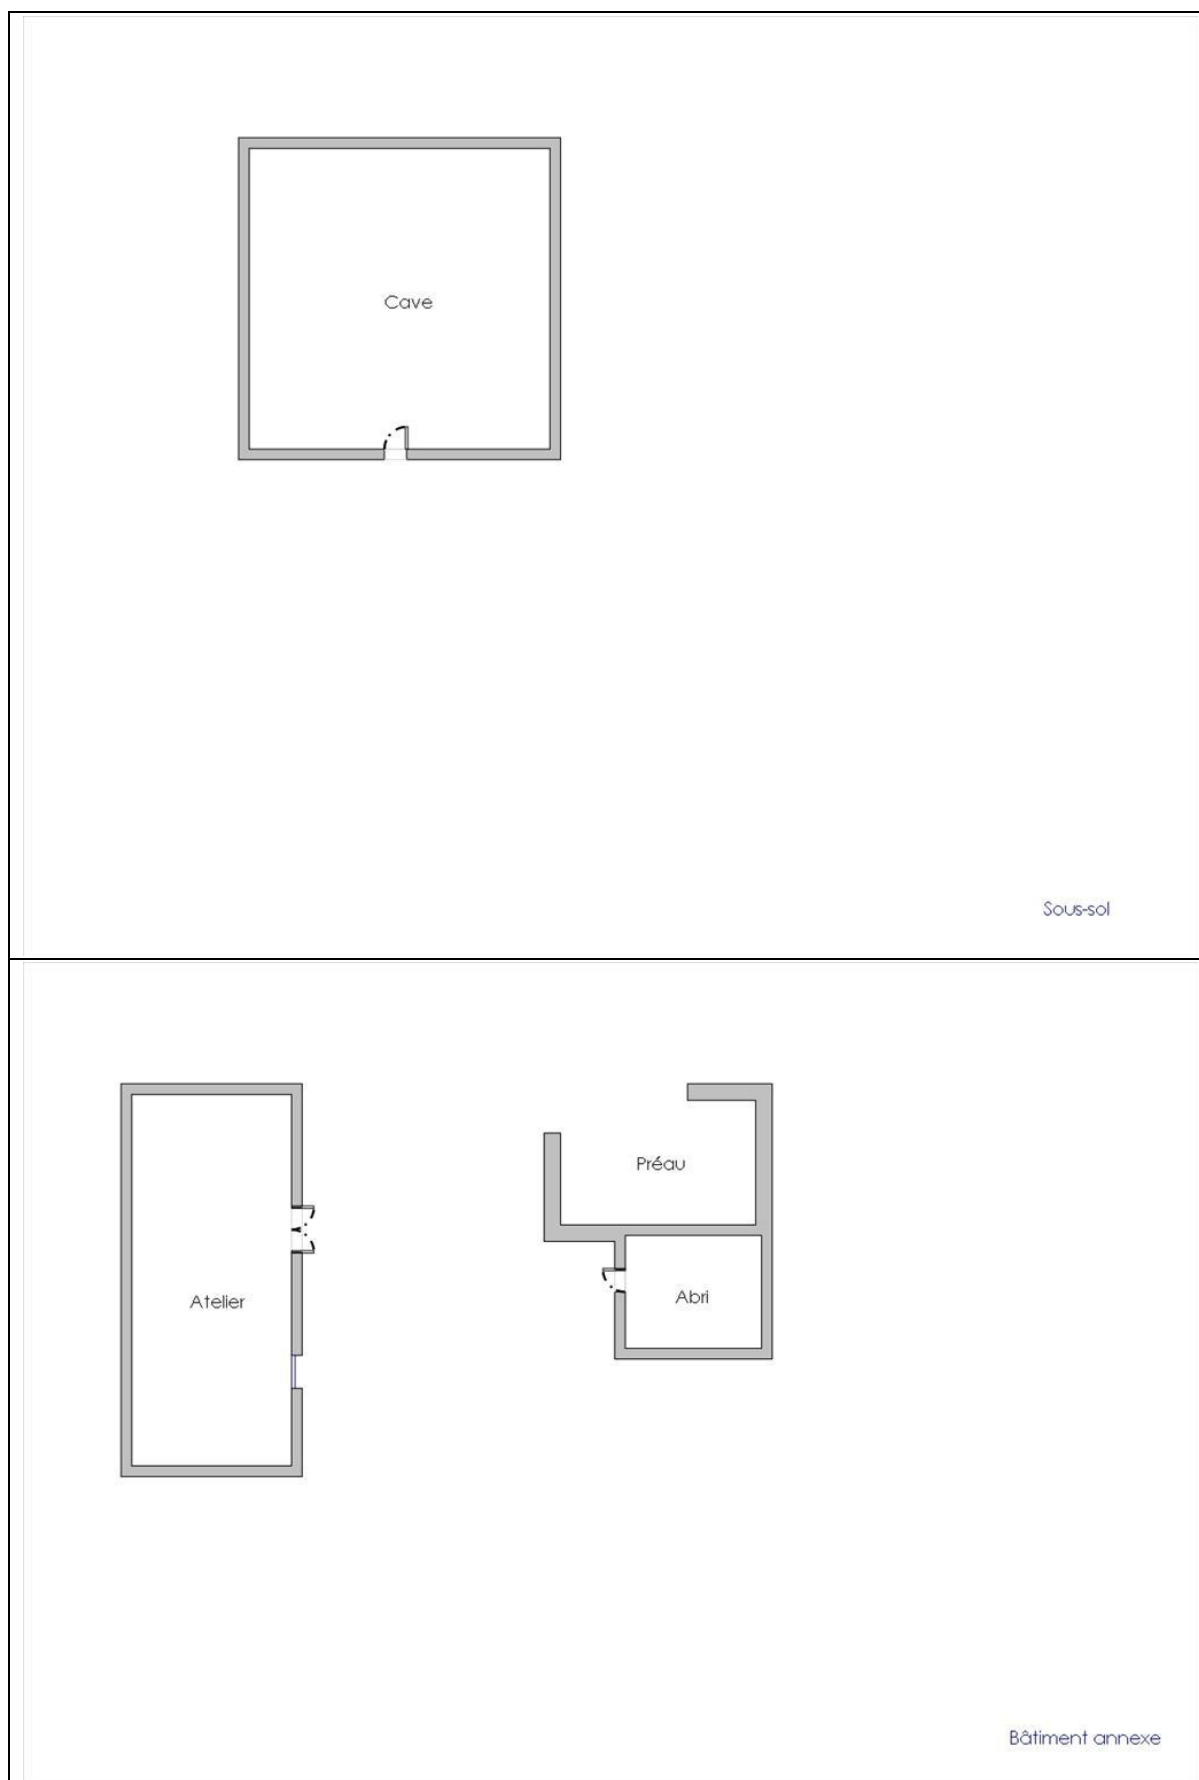 Cave
Sous-sol
Préau
Abri
Atelier
Bâtiment annexe